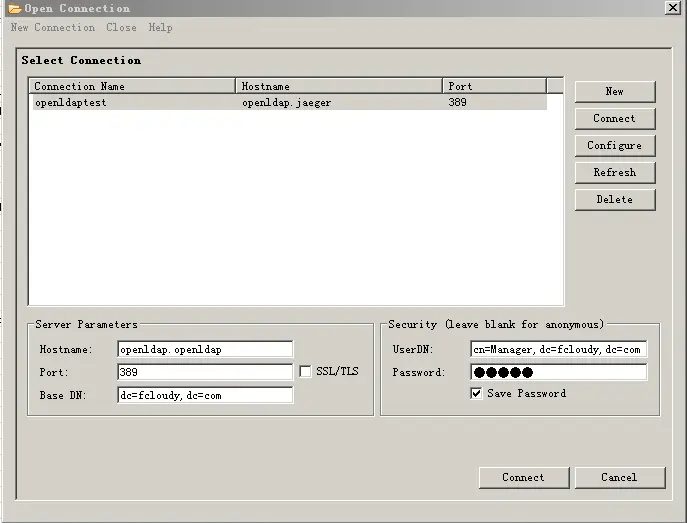 Open Connection
New Connection Close Help
Select Connection
Connection Name Hostname Port
openldaptest openldap.jaeger 389
New
Connect
Configure
Refresh
Delete
Server Parameters
Hostname: openldap.openldap
Port: 389 SSL/TLS
Base DN: dc=fcloudy,dc=com
Security (leave blank for anonymous)
UserDN: cn=Manager,dc=fcloudy,dc=com
Password: ●●●●●
Save Password
Connect Cancel